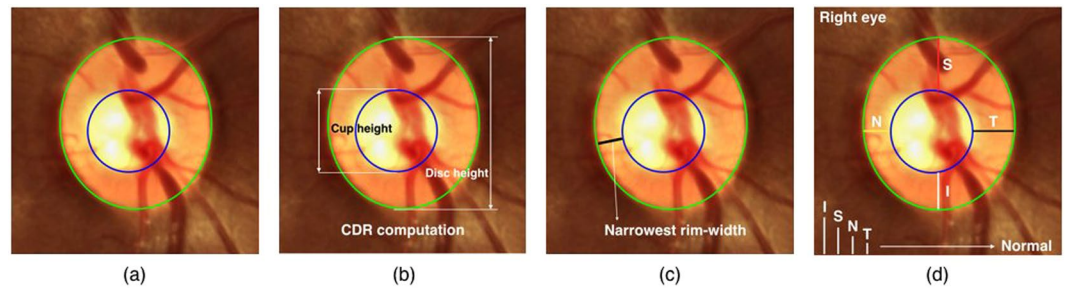 Cup height
Disc height
CDR computation
Narrowest rim-width
Right eye
S
N
T
I
I
S
N
T
Normal
(a)
(b)
(c)
(d)